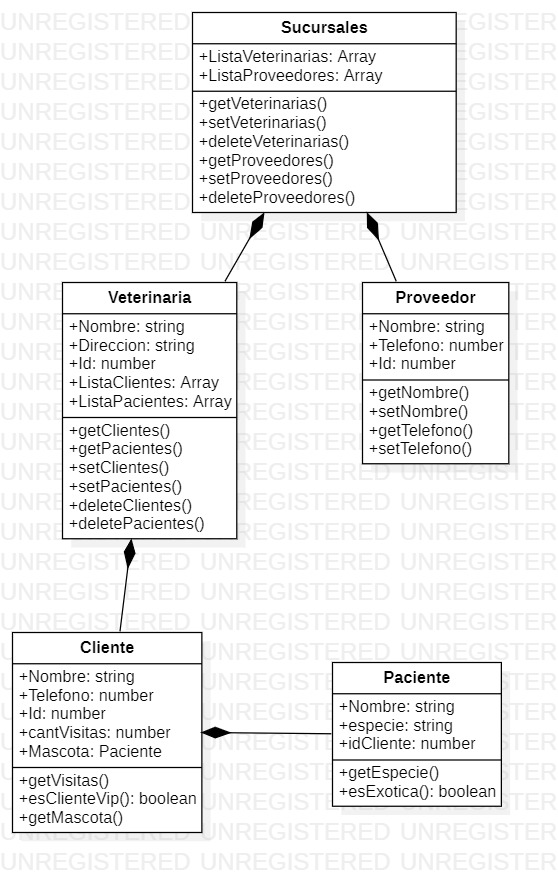 Sucursales
+ListaVeterinarias: Array
+ListaProveedores: Array
+getVeterinarias()
+setVeterinarias()
+deleteVeterinarias()
+getProveedores()
+setProveedores()
+deleteProveedores()
Veterinaria
+Nombre: string
+Direccion: string
+Id: number
+ListaClientes: Array
+ListaPacientes: Array
+getClientes()
+getPacientes()
+setClientes()
+setPacientes()
+deleteClientes()
+deletePacientes()
Proveedor
+Nombre: string
+Telefono: number
+Id: number
+getNombre()
+setNombre()
+getTelefono()
+setTelefono()
Cliente
+Nombre: string
+Telefono: number
+Id: number
+cantVisitas: number
+Mascota: Paciente
+getVisitas()
+esClienteVip(): boolean
+getMascota()
Paciente
+Nombre: string
+especie: string
+idCliente: number
+getEspecie()
+esExotica(): boolean
UNREGISTERED